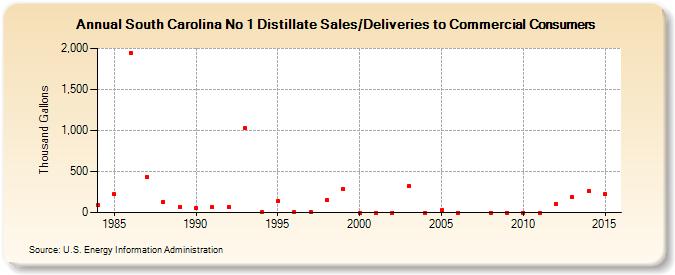 Annual South Carolina No 1 Distillate Sales/Deliveries to Commercial Consumers
Thousand Gallons
2,000
1,500
1,000
500
0
1985 1990 1995 2000 2005 2010 2015
Source: U.S. Energy Information Administration